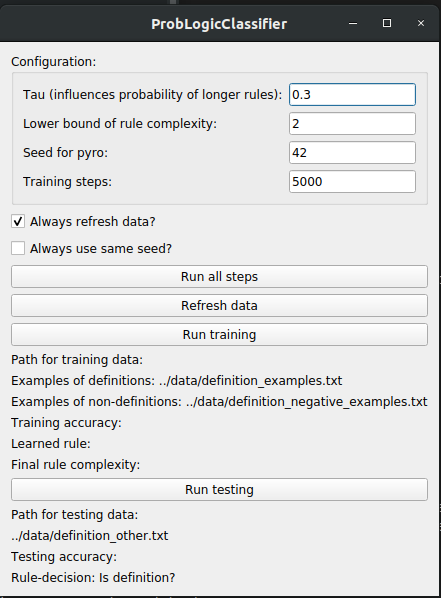 ProbLogicClassifier
Configuration:
Tau (influences probability of longer rules): 0.3
Lower bound of rule complexity: 2
Seed for pyro: 42
Training steps: 5000
Always refresh data?
Always use same seed?
Run all steps
Refresh data
Run training
Path for training data:
Examples of definitions: ../data/definition_examples.txt
Examples of non-definitions: ../data/definition_negative_examples.txt
Training accuracy:
Learned rule:
Final rule complexity:
Run testing
Path for testing data:
../data/definition_other.txt
Testing accuracy:
Rule-decision: Is definition?